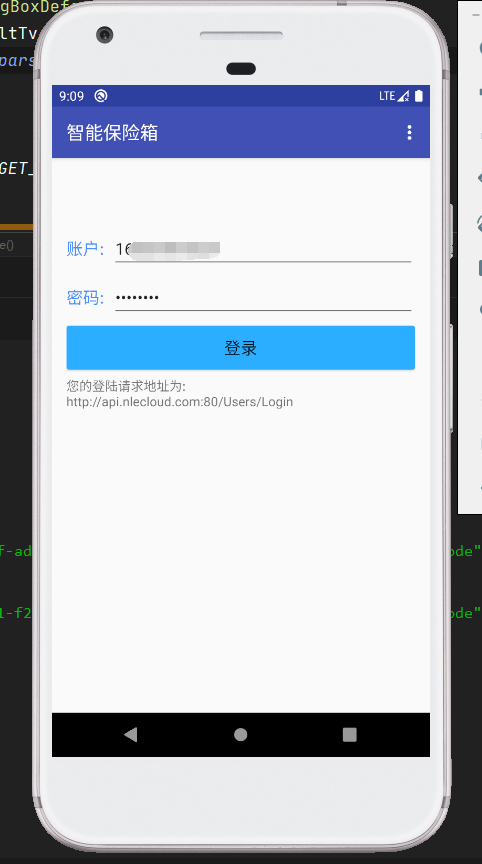 gBoxDef
ltTv
pars
GET_
e()
9:09
LTE
智能保险箱
账户:
16
密码:
••••••••
登录
您的登陆请求地址为:
http://api.nlecloud.com:80/Users/Login
f-ad
ode"
l-f2
ode"